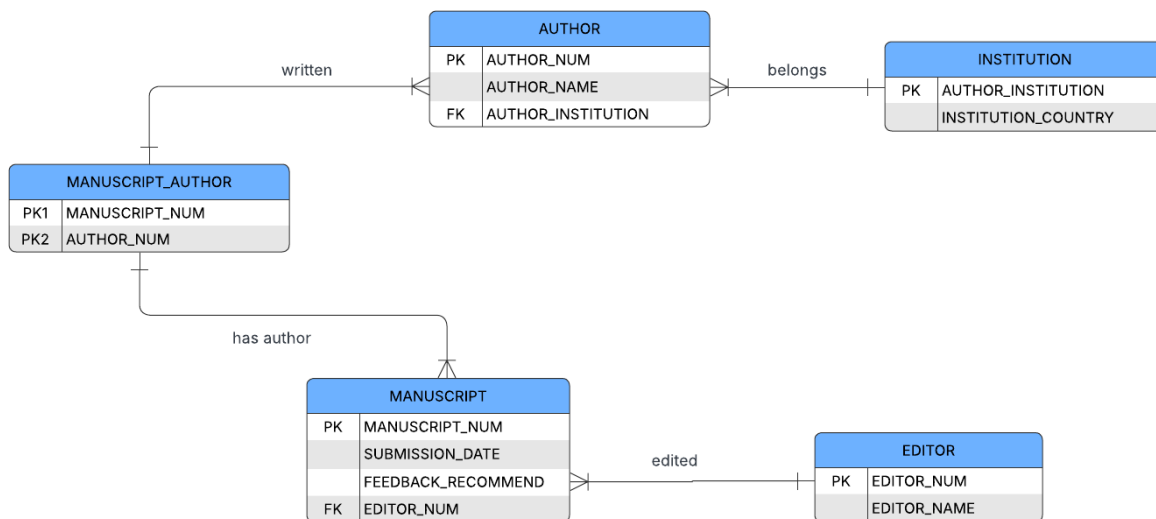 AUTHOR
PK AUTHOR_NUM
AUTHOR_NAME
FK AUTHOR_INSTITUTION
written
belongs
INSTITUTION
PK AUTHOR_INSTITUTION
INSTITUTION_COUNTRY
MANUSCRIPT_AUTHOR
PK1 MANUSCRIPT_NUM
PK2 AUTHOR_NUM
has author
MANUSCRIPT
PK MANUSCRIPT_NUM
SUBMISSION_DATE
FEEDBACK_RECOMMEND
FK EDITOR_NUM
edited
EDITOR
PK EDITOR_NUM
EDITOR_NAME